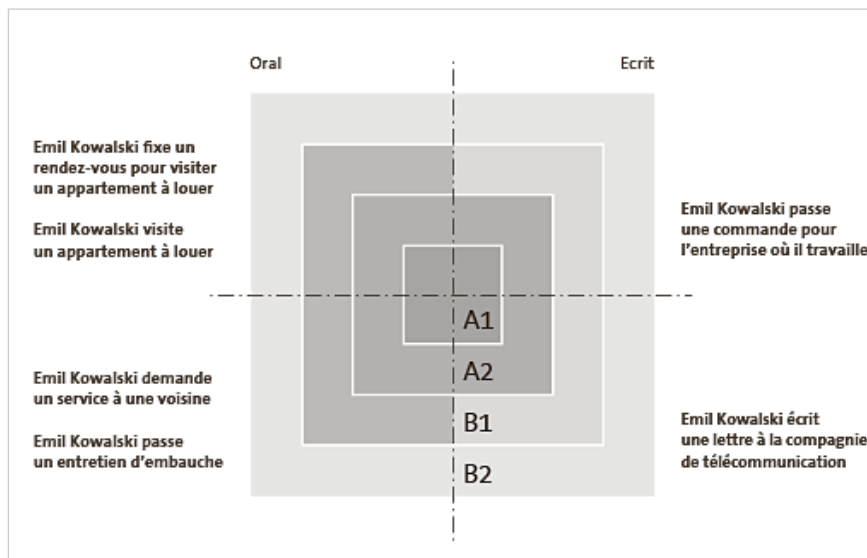 Oral
Ecrit
Emil Kowalski fixe un
rendez-vous pour visiter
un appartement à louer
Emil Kowalski visite
un appartement à louer
Emil Kowalski passe
une commande pour
l'entreprise où il travaille
A1
A2
B1
B2
Emil Kowalski demande
un service à une voisine
Emil Kowalski passe
un entretien d'embauche
Emil Kowalski écrit
une lettre à la compagnie
de télécommunication